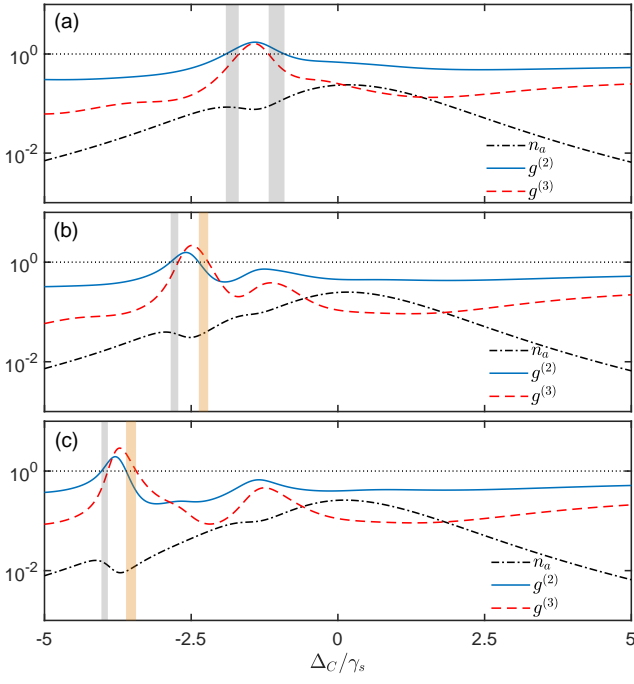 (a)
10^0
10^{-2}
n_a
g^{(2)}
g^{(3)}
(b)
10^0
10^{-2}
n_a
g^{(2)}
g^{(3)}
(c)
10^0
10^{-2}
n_a
g^{(2)}
g^{(3)}
-5 -2.5 0 2.5 5
Δ_C/γ_s